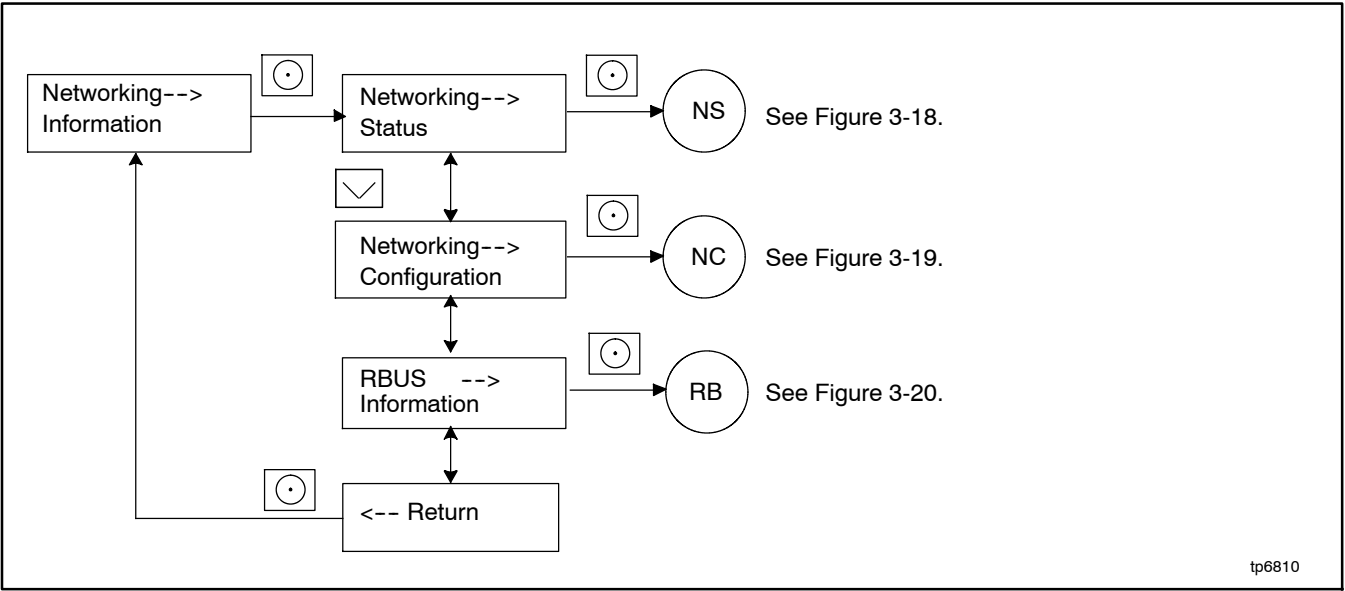 Networking-->
Information
Networking-->
Status
NS
See Figure 3-18.
Networking-->
Configuration
NC
See Figure 3-19.
RBUS -->
Information
RB
See Figure 3-20.
<-- Return
tp6810